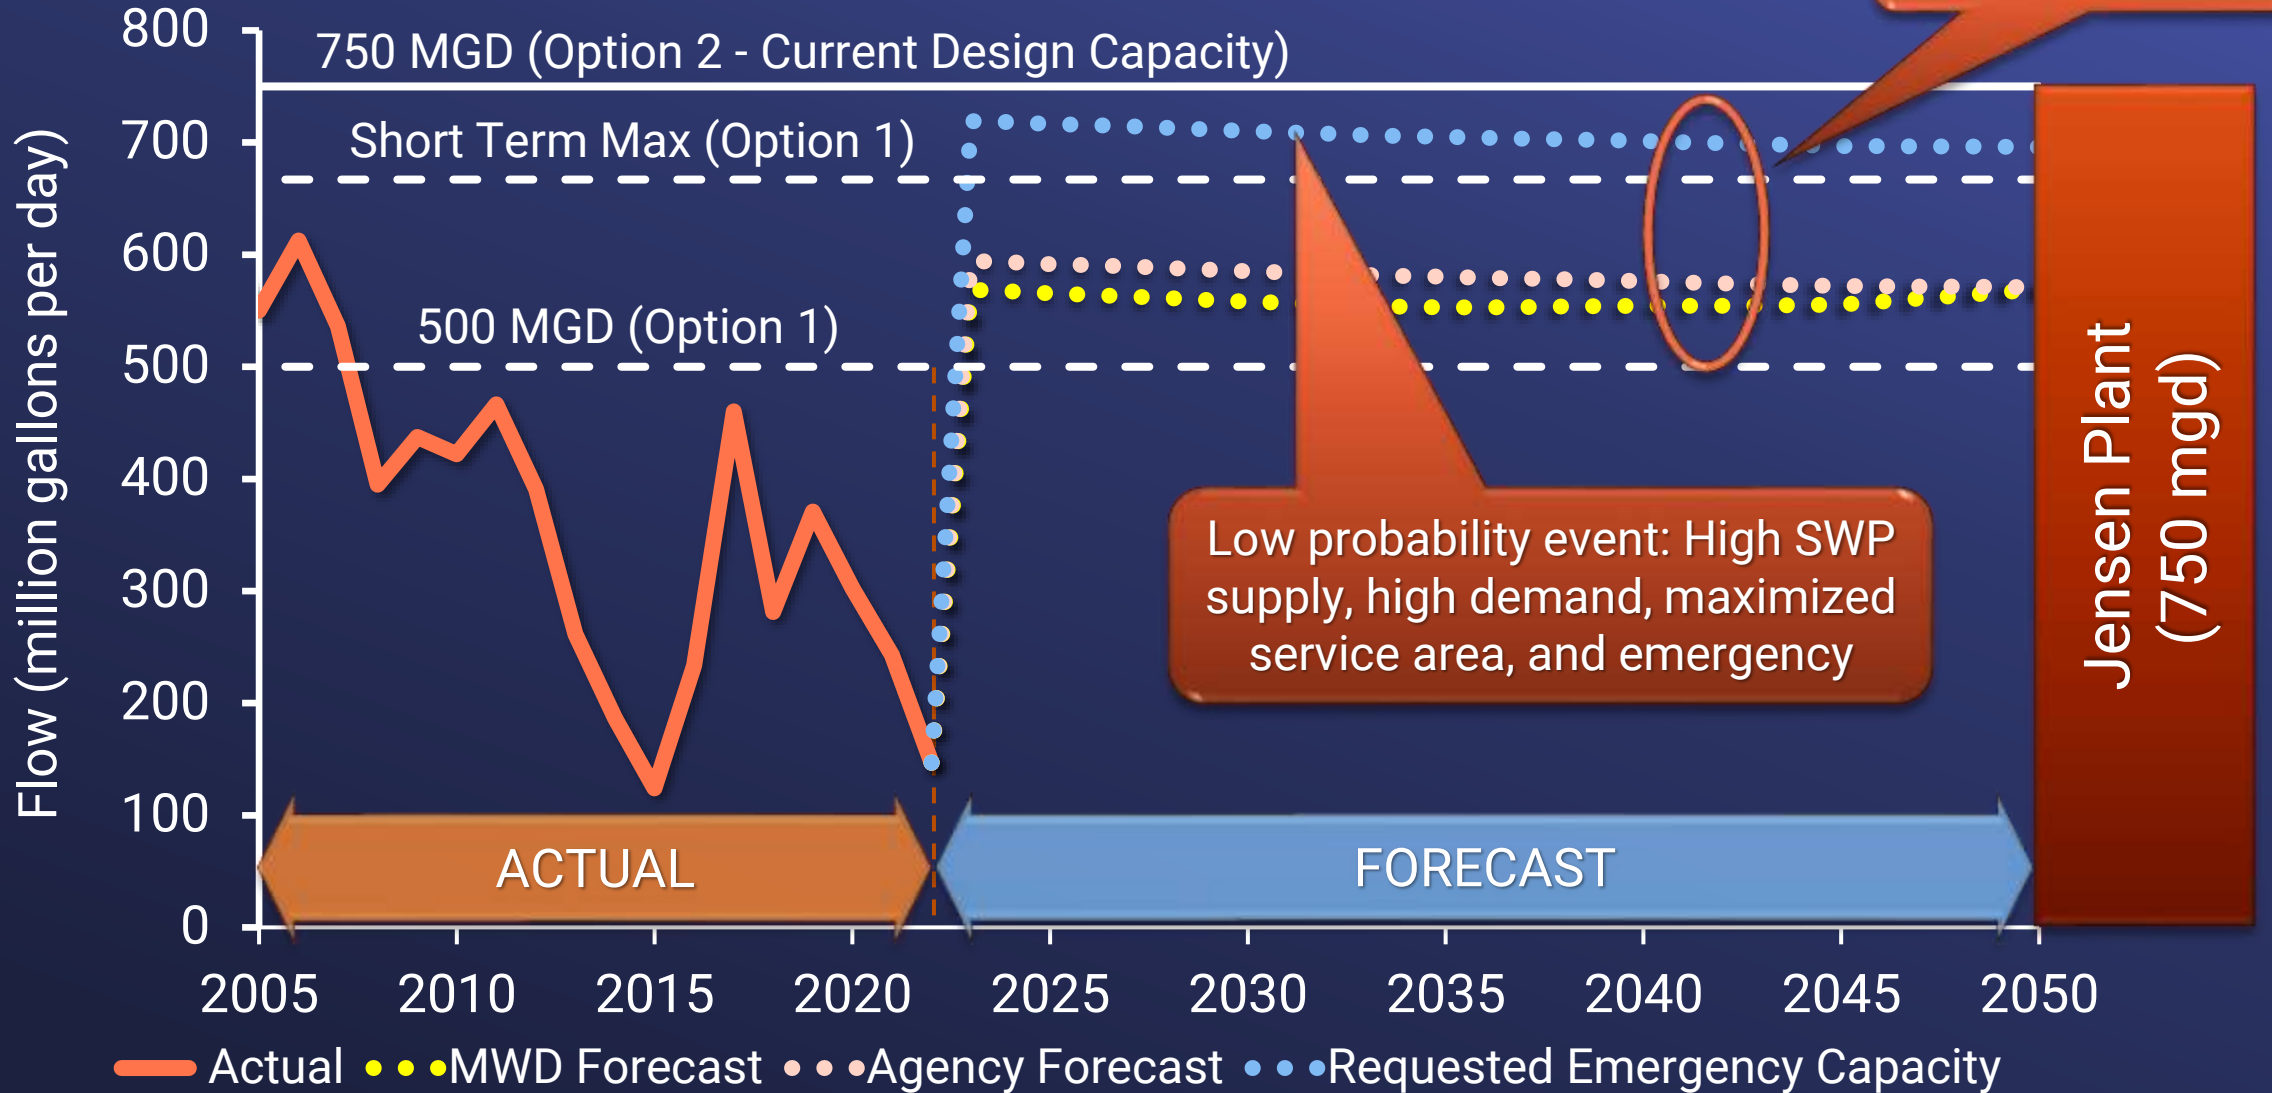 800
700
600
500
400
300
200
100
0
Flow (million gallons per day)
750 MGD (Option 2 - Current Design Capacity)
Short Term Max (Option 1)
500 MGD (Option 1)
Low probability event: High SWP
supply, high demand, maximized
service area, and emergency
Jensen Plant
(750 mgd)
ACTUAL
FORECAST
2005 2010 2015 2020 2025 2030 2035 2040 2045 2050
Actual MWD Forecast Agency Forecast Requested Emergency Capacity